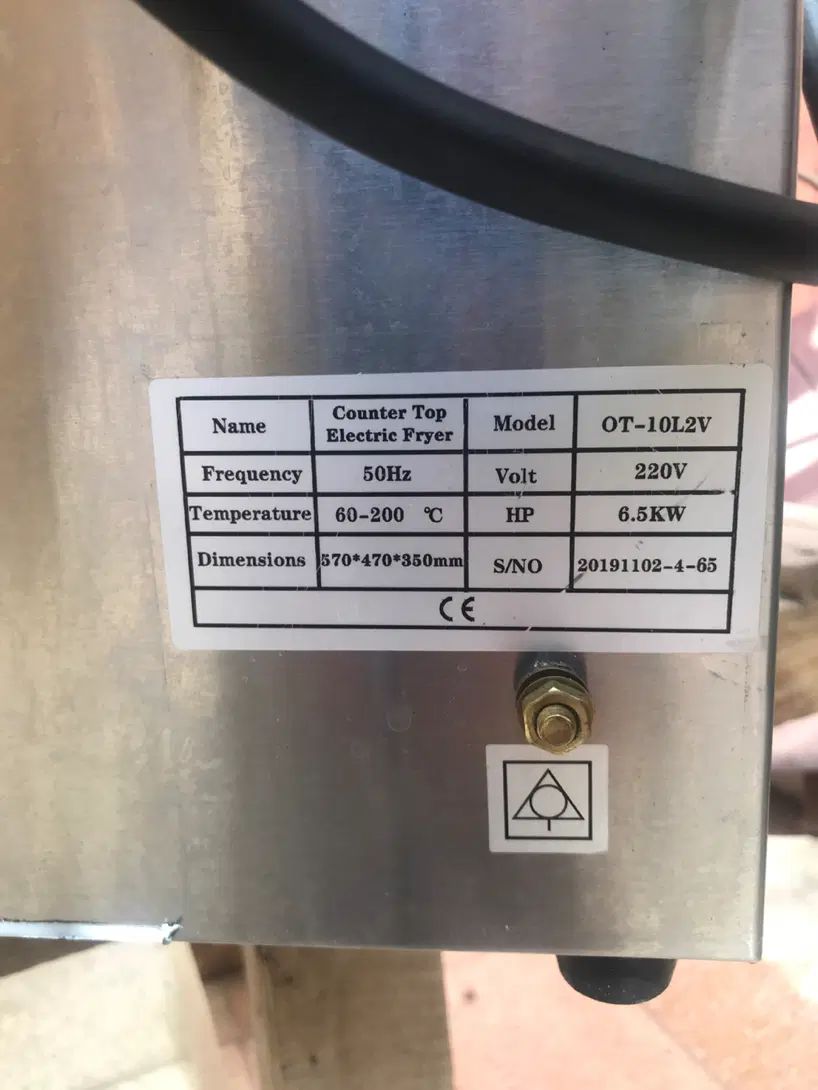 Name Counter Top Electric Fryer Model OT-10L2V
Frequency 50Hz Volt 220V
Temperature 60-200 ℃ HP 6.5KW
Dimensions 570*470*350mm S/NO 20191102-4-65
CE